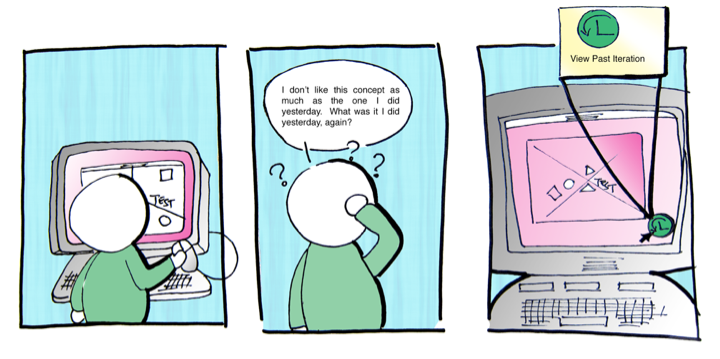 TEST
I don't like this concept as
much as the one I did
yesterday. What was it I did
yesterday, again?
? ? ?
View Past Iteration
TEST